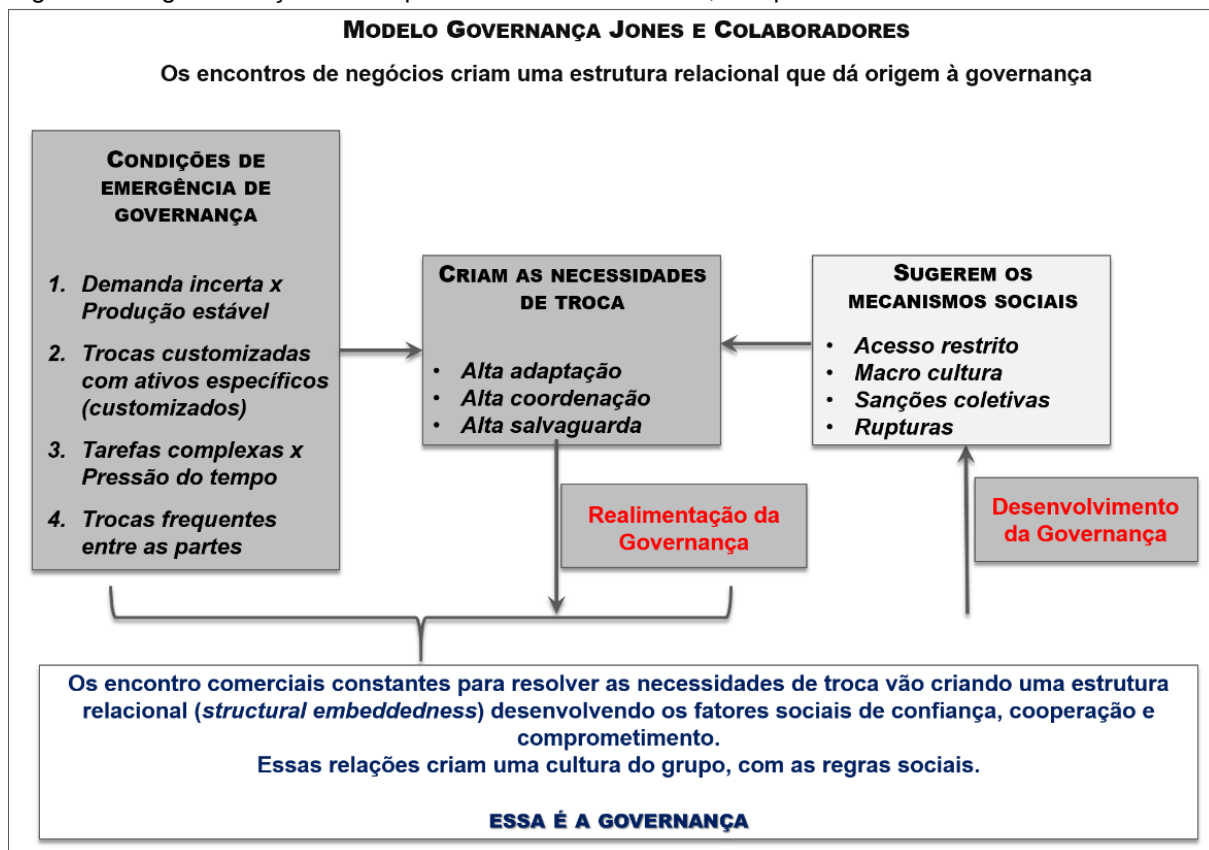 MODELO GOVERNANÇA JONES E COLABORADORES
Os encontros de negócios criam uma estrutura relacional que dá origem à governança
CONDIÇÕES DE
EMERGÊNCIA DE
GOVERNANÇA
1. Demanda incerta x
Produção estável
2. Trocas customizadas
com ativos específicos
(customizados)
3. Tarefas complexas x
Pressão do tempo
4. Trocas frequentes
entre as partes
CRIAM AS NECESSIDADES
DE TROCA
• Alta adaptação
• Alta coordenação
• Alta salvaguarda
SUGEREM OS
MECANISMOS SOCIAIS
• Acesso restrito
• Macro cultura
• Sanções coletivas
• Rupturas
Realimentação da
Governança
Desenvolvimento
da Governança
Os encontro comerciais constantes para resolver as necessidades de troca vão criando uma estrutura
relacional (structural embeddedness) desenvolvendo os fatores sociais de confiança, cooperação e
comprometimento.
Essas relações criam uma cultura do grupo, com as regras sociais.
ESSA É A GOVERNANÇA